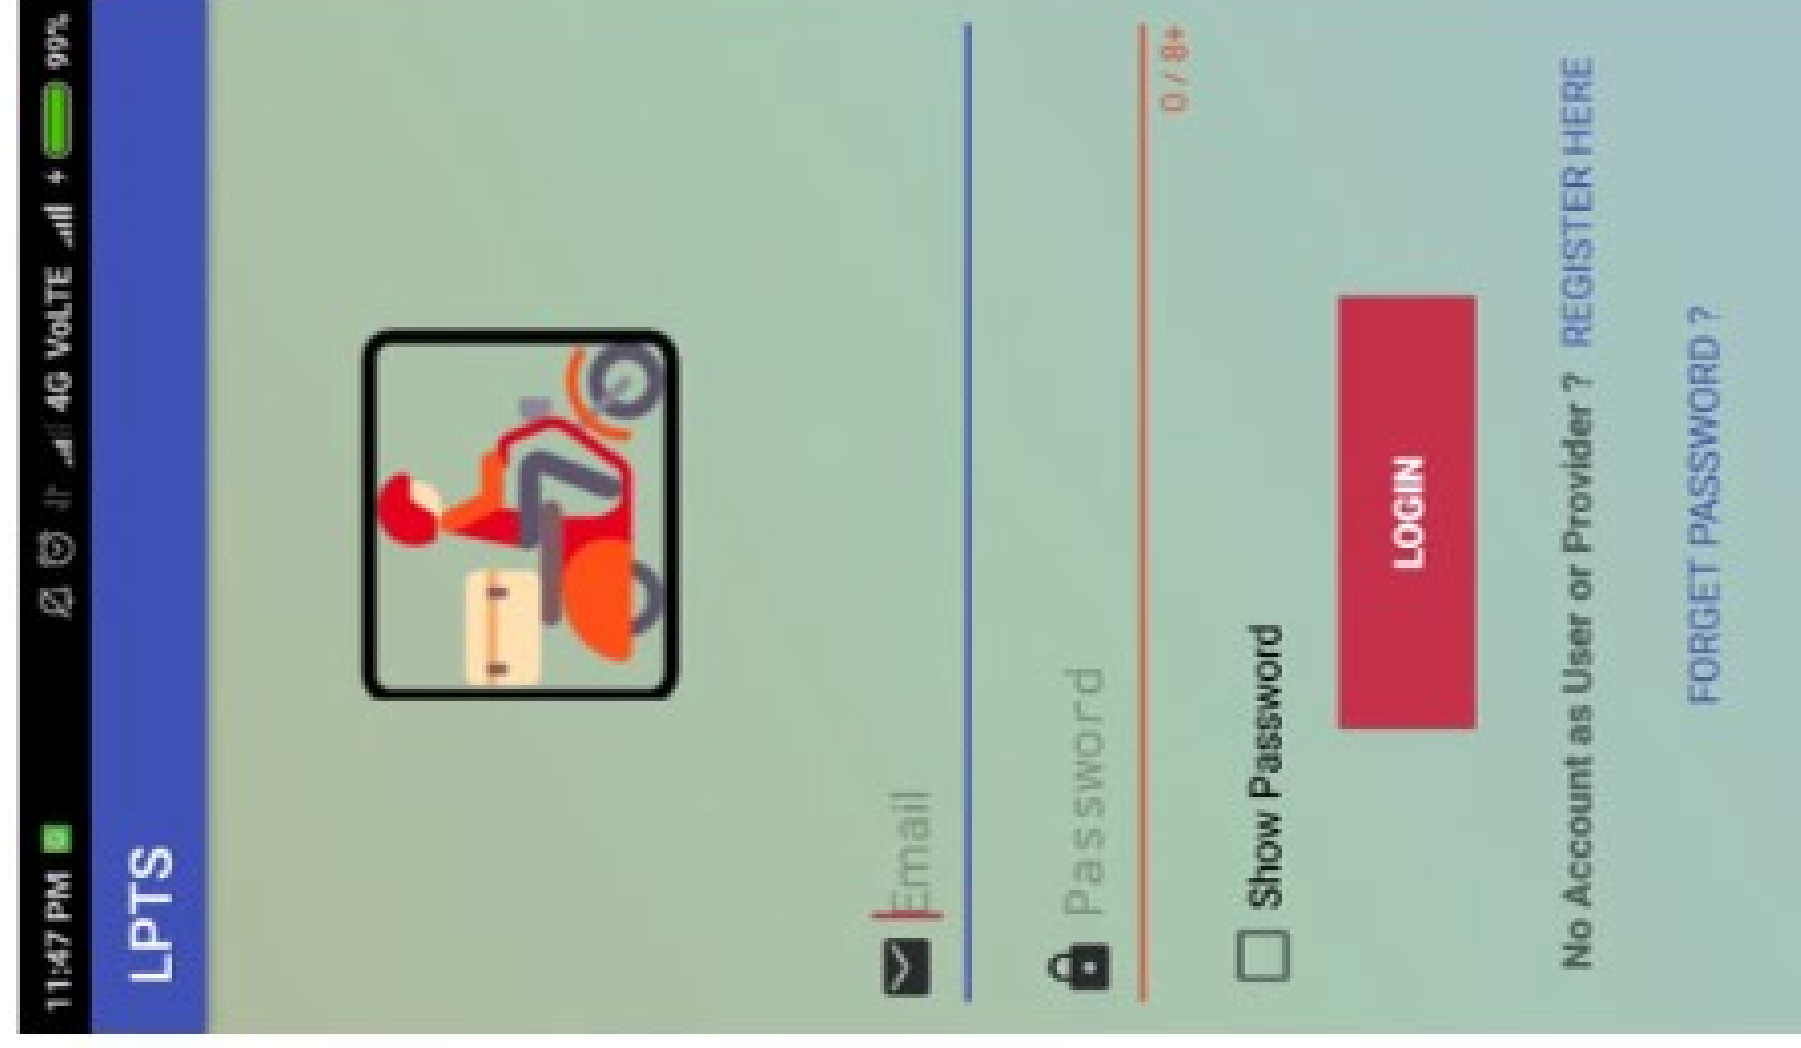 11:47 PM 4G VoLTE 99%
LPTS
Email
Password
0 / 8+
Show Password
LOGIN
No Account as User or Provider ? REGISTER HERE
FORGET PASSWORD ?